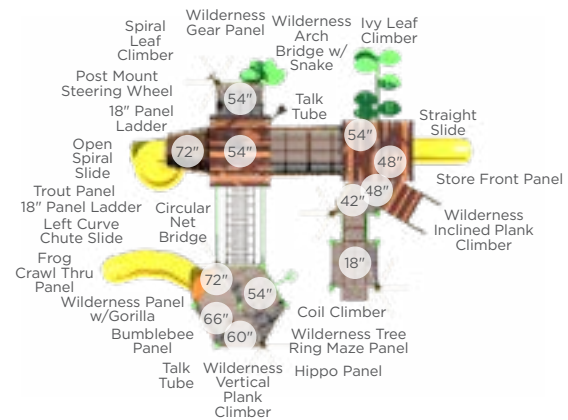 Wilderness
Gear Panel
Spiral
Leaf
Climber
Wilderness
Arch
Bridge w/
Snake
Ivy Leaf
Climber
Post Mount
Steering Wheel
18" Panel
Ladder
54"
Talk
Tube
54"
Straight
Slide
Open
Spiral
Slide
72"
54"
48"
Store Front Panel
Trout Panel
18" Panel Ladder
Left Curve
Chute Slide
Circular
Net
Bridge
42"
48"
Wilderness
Inclined Plank
Climber
Frog
Crawl Thru
Panel
18"
72"
54"
Wilderness Panel
w/Gorilla
66"
Coil Climber
Bumblebee
Panel
60"
Wilderness Tree
Ring Maze Panel
Talk
Tube
Wilderness
Vertical
Plank
Climber
Hippo Panel